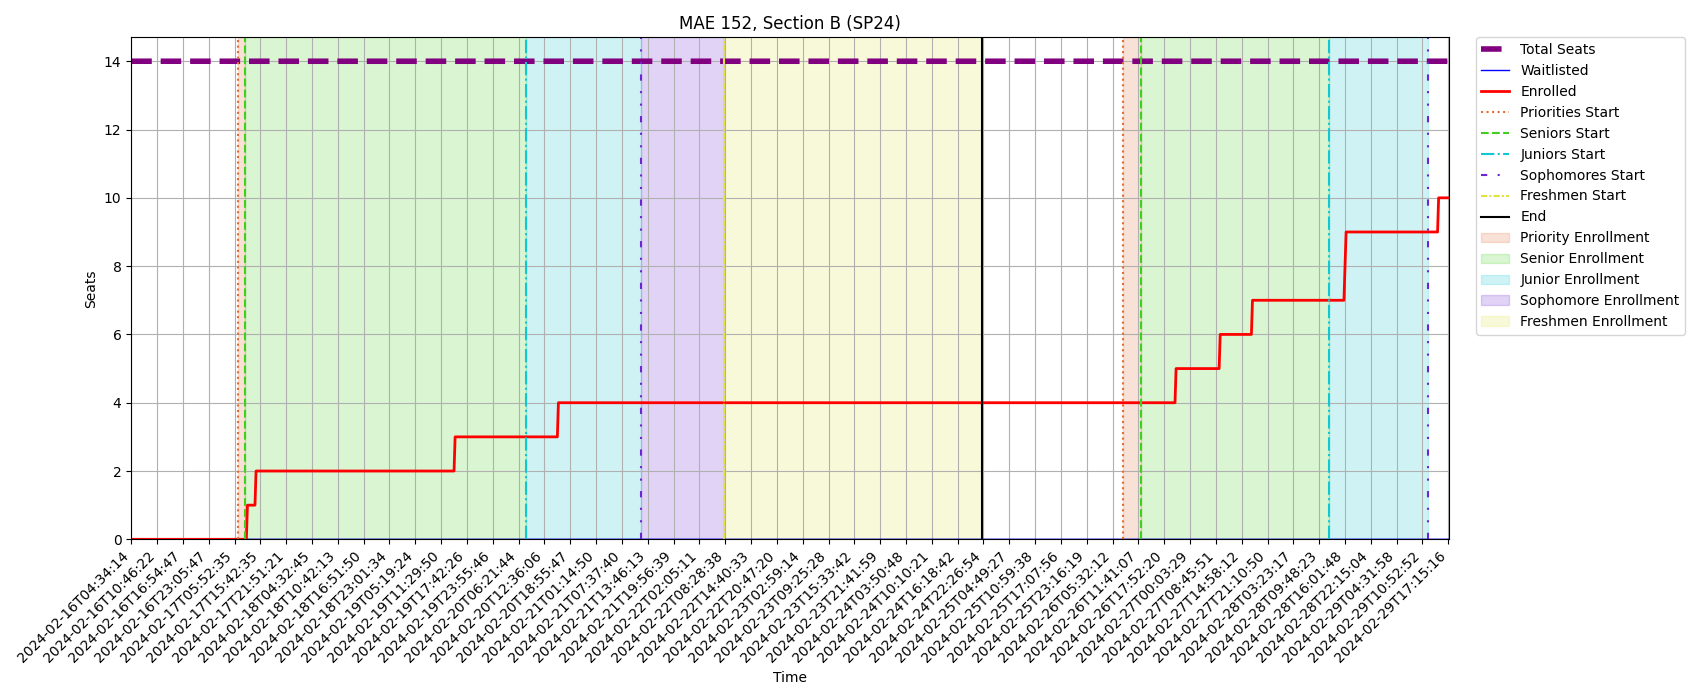 MAE 152, Section B (SP24)
Seats
14
12
10
8
6
4
2
0
2024-02-16T04:34:14
2024-02-16T10:46:22
2024-02-16T16:54:47
2024-02-16T23:05:47
2024-02-17T05:52:35
2024-02-17T15:42:35
2024-02-17T21:51:21
2024-02-18T04:32:45
2024-02-18T10:42:13
2024-02-18T16:51:50
2024-02-18T23:01:34
2024-02-19T05:19:24
2024-02-19T11:29:50
2024-02-19T17:42:26
2024-02-19T23:55:46
2024-02-20T06:21:44
2024-02-20T12:36:06
2024-02-20T18:55:47
2024-02-21T01:14:50
2024-02-21T07:37:40
2024-02-21T13:46:13
2024-02-21T19:56:39
2024-02-22T02:05:11
2024-02-22T08:28:38
2024-02-22T14:40:33
2024-02-22T20:47:20
2024-02-23T02:59:14
2024-02-23T09:25:28
2024-02-23T15:33:42
2024-02-23T21:41:59
2024-02-24T03:50:48
2024-02-24T10:10:21
2024-02-24T16:18:42
2024-02-24T22:26:54
2024-02-25T04:49:27
2024-02-25T10:59:38
2024-02-25T17:07:56
2024-02-25T23:16:19
2024-02-26T05:32:12
2024-02-26T11:41:07
2024-02-26T17:52:20
2024-02-27T00:03:29
2024-02-27T08:45:51
2024-02-27T14:58:12
2024-02-27T21:10:50
2024-02-28T03:23:17
2024-02-28T09:48:23
2024-02-28T16:01:48
2024-02-28T22:15:04
2024-02-29T04:31:58
2024-02-29T10:52:52
2024-02-29T17:15:16
Time
Total Seats
Waitlisted
Enrolled
Priorities Start
Seniors Start
Juniors Start
Sophomores Start
Freshmen Start
End
Priority Enrollment
Senior Enrollment
Junior Enrollment
Sophomore Enrollment
Freshmen Enrollment